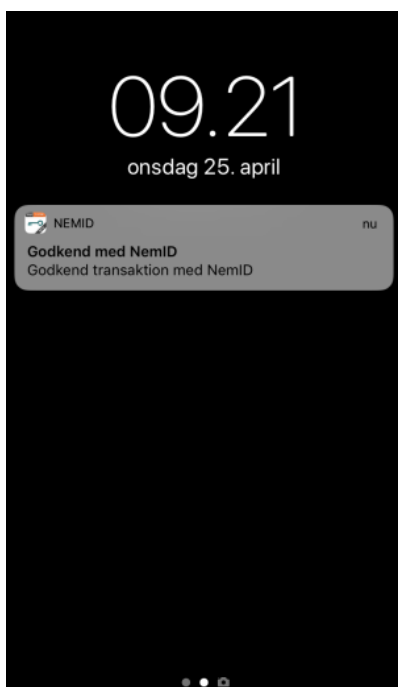 09.21
onsdag 25. april
NEMID nu
Godkend med NemID
Godkend transaktion med NemID